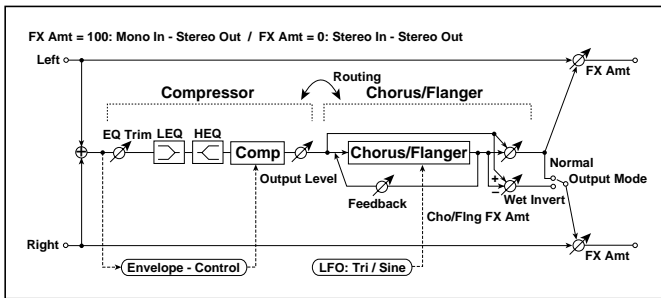 FX Amt = 100: Mono In - Stereo Out / FX Amt = 0: Stereo In - Stereo Out
Left
FX Amt
Routing
Compressor
Chorus/Flanger
EQ Trim
LEQ
HEQ
Comp
Output Level
Chorus/Flanger
Feedback
+
−
Normal
Output Mode
Wet Invert
Cho/Flng FX Amt
Right
FX Amt
Envelope - Control
LFO: Tri / Sine